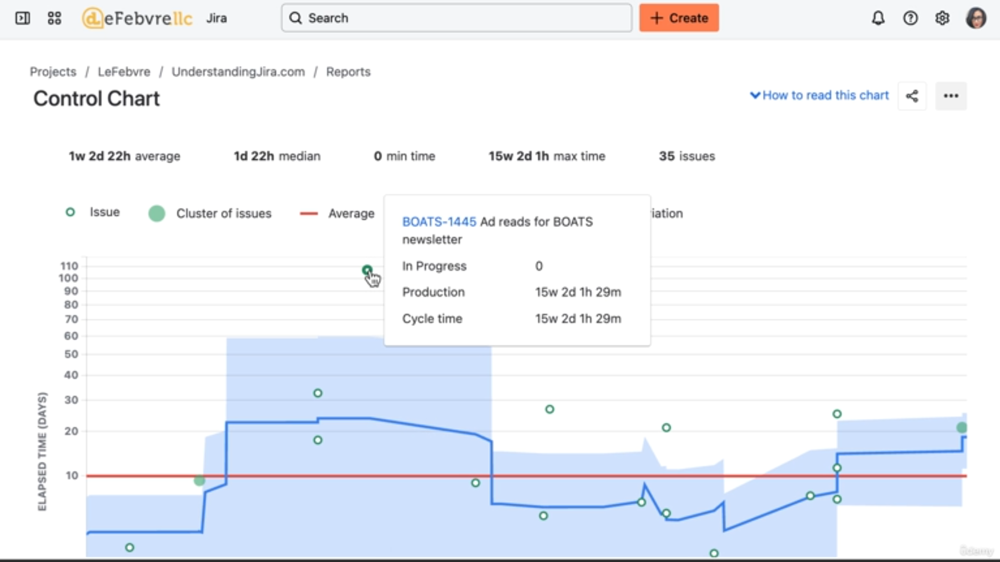 deFebvrellc Jira Search + Create
Projects / LeFebvre / UnderstandingJira.com / Reports
Control Chart
How to read this chart
1w 2d 22h average 1d 22h median 0 min time 15w 2d 1h max time 35 issues
Issue Cluster of issues Average iation
BOATS-1445 Ad reads for BOATS
newsletter
In Progress 0
Production 15w 2d 1h 29m
Cycle time 15w 2d 1h 29m
ELAPSED TIME (DAYS)
110
100
90
80
70
60
50
40
30
20
10
ûdemy